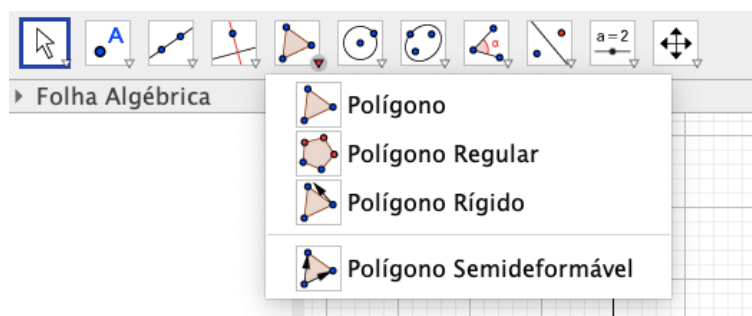 A
α
a=2
Folha Algébrica
Polígono
Polígono Regular
Polígono Rígido
Polígono Semideformável